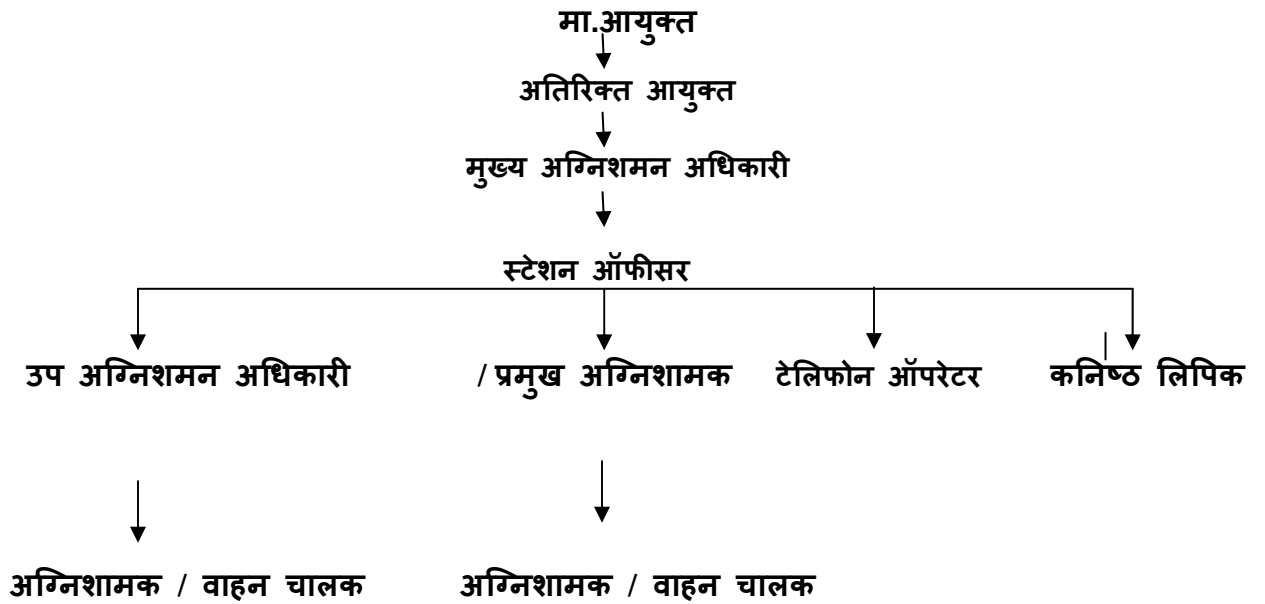 मा.आयुक्त
अतिरिक्त आयुक्त
मुख्य अग्निशमन अधिकारी
स्टेशन ऑफीसर
उप अग्निशमन अधिकारी / प्रमुख अग्निशामक टेलिफोन ऑपरेटर कनिष्ठ लिपिक
अग्निशामक / वाहन चालक अग्निशामक / वाहन चालक